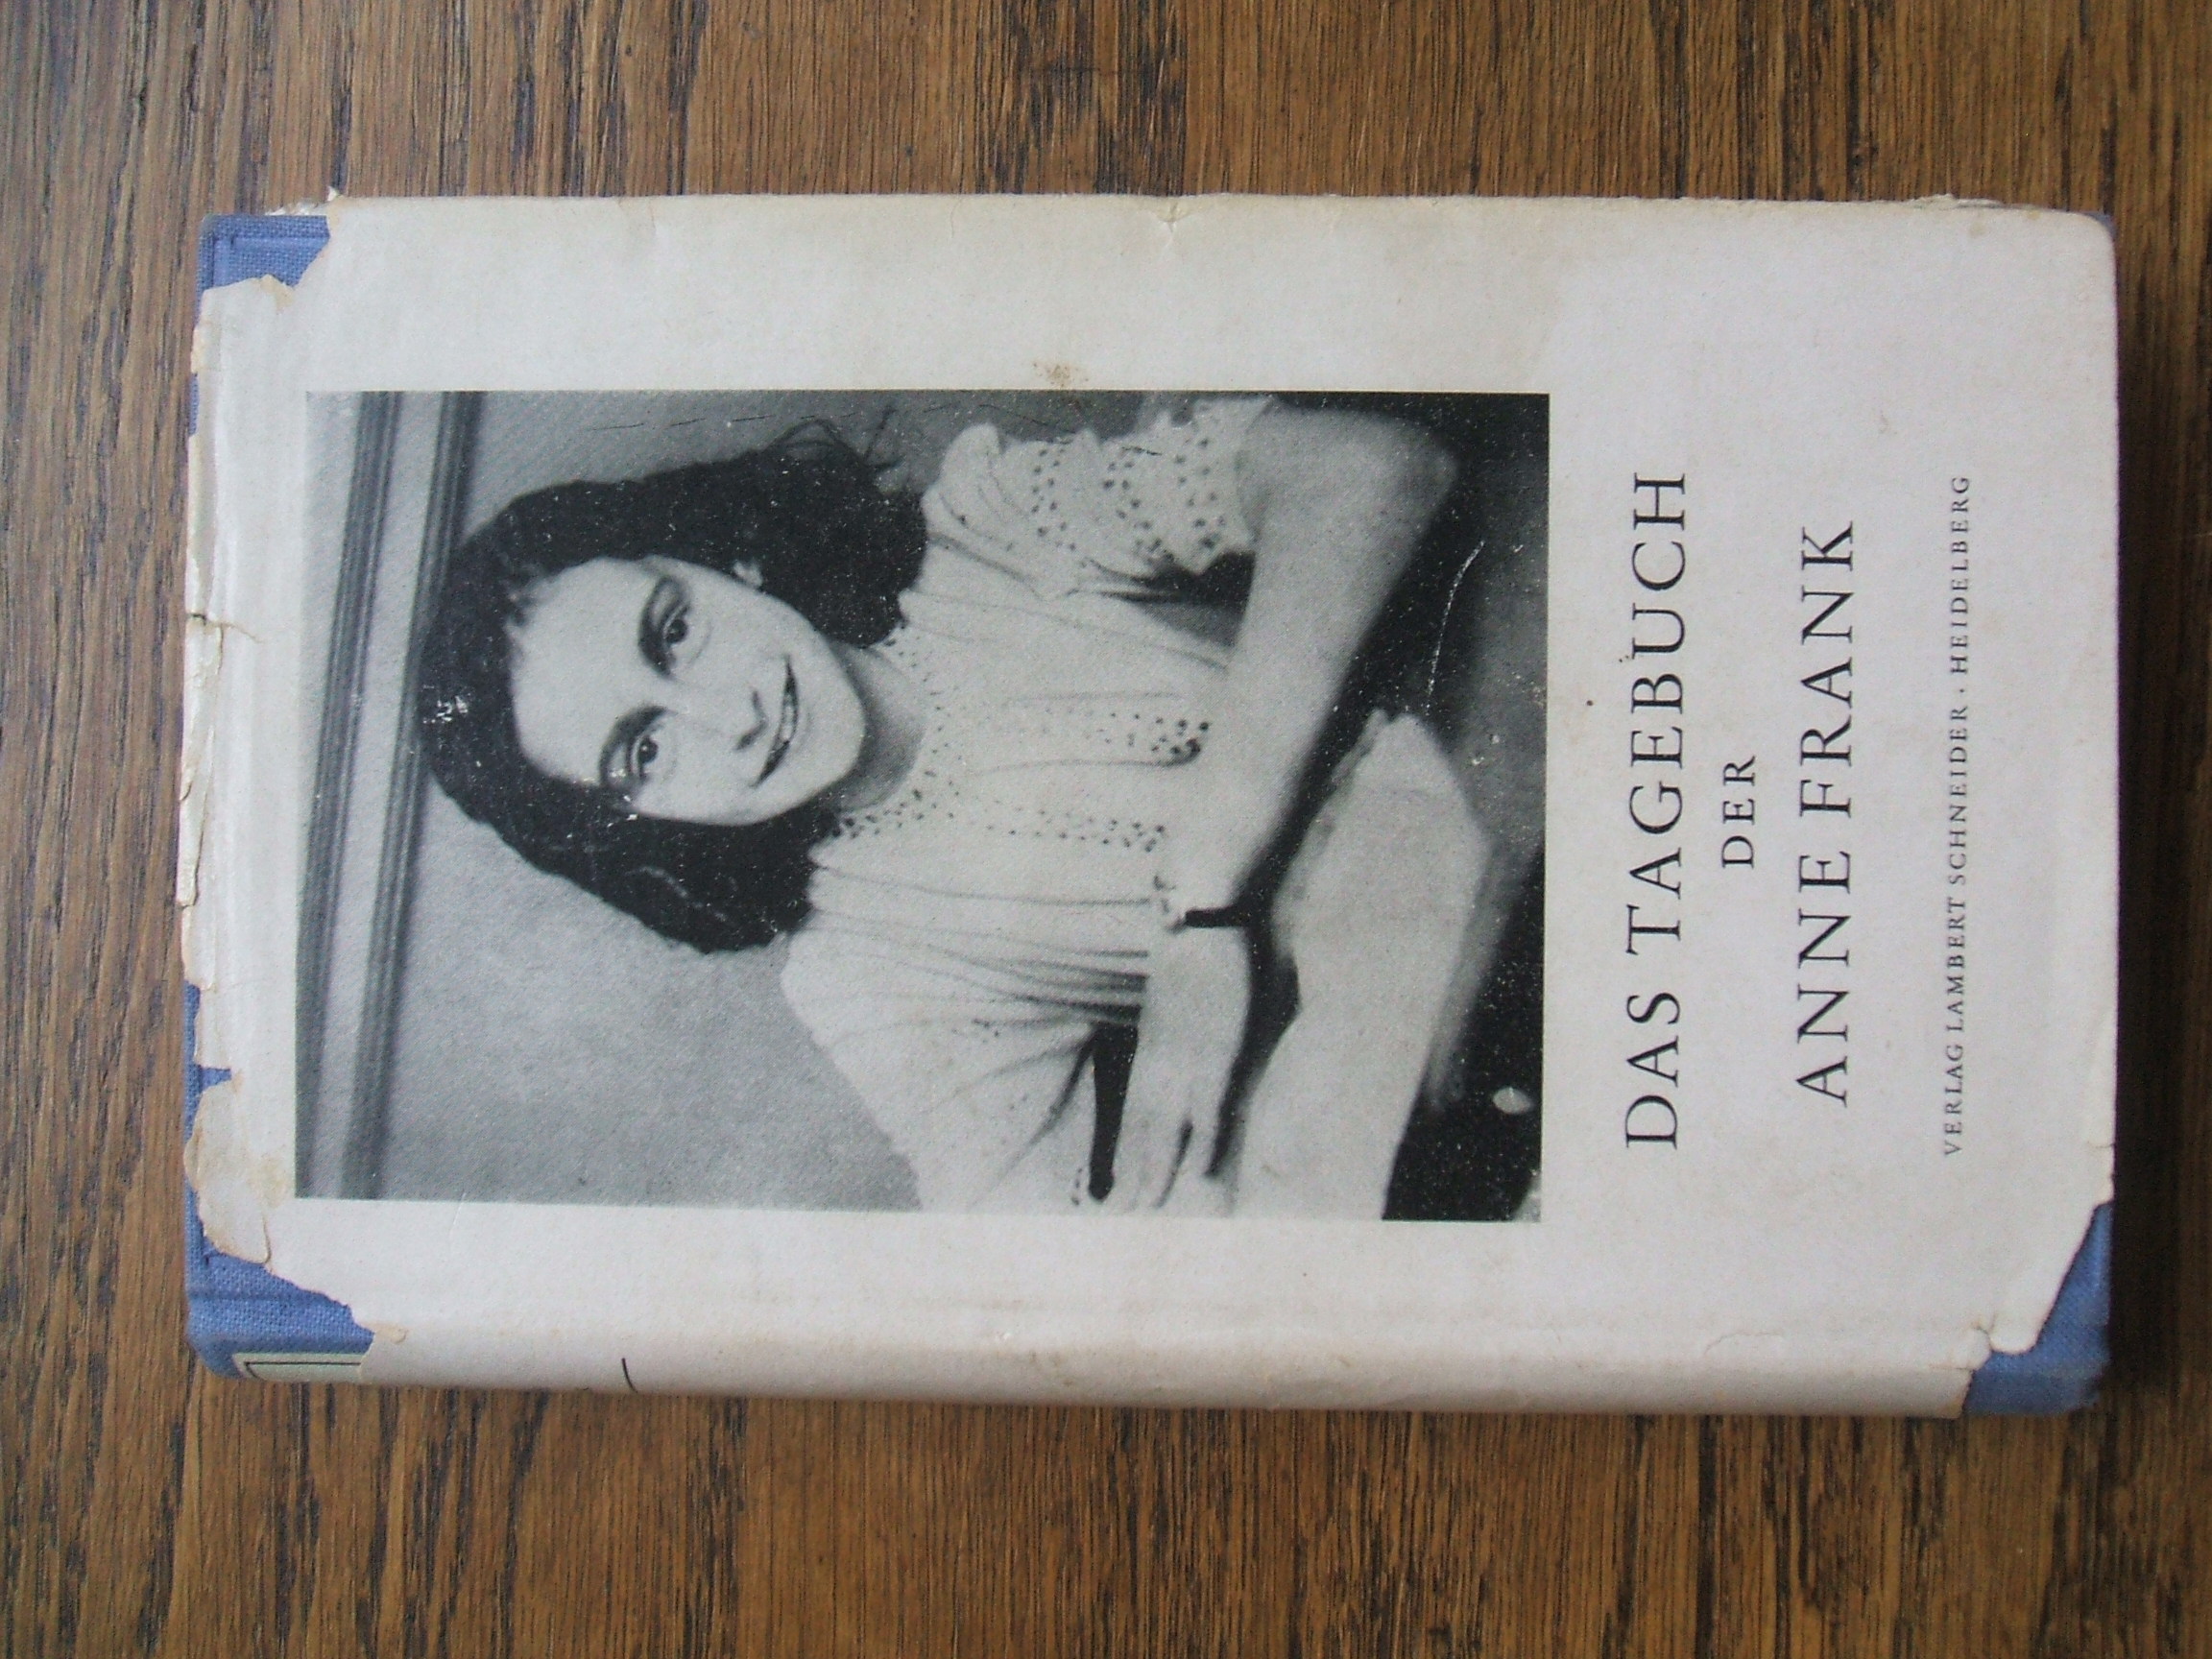 DAS TAGEBUCH
DER
ANNE FRANK
VERLAG LAMBERT SCHNEIDER · HEIDELBERG